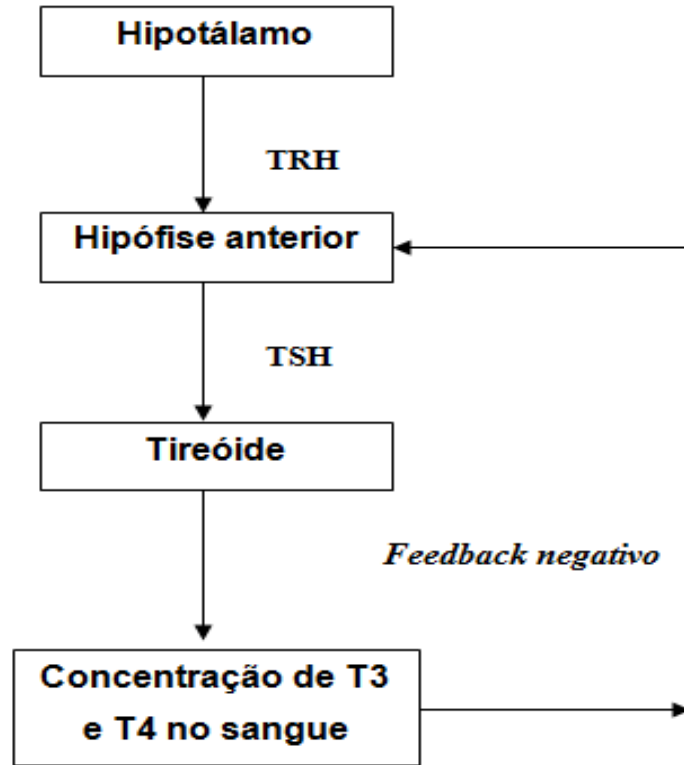 Hipotálamo
TRH
Hipófise anterior
TSH
Tireóide
Feedback negativo
Concentração de T3
e T4 no sangue